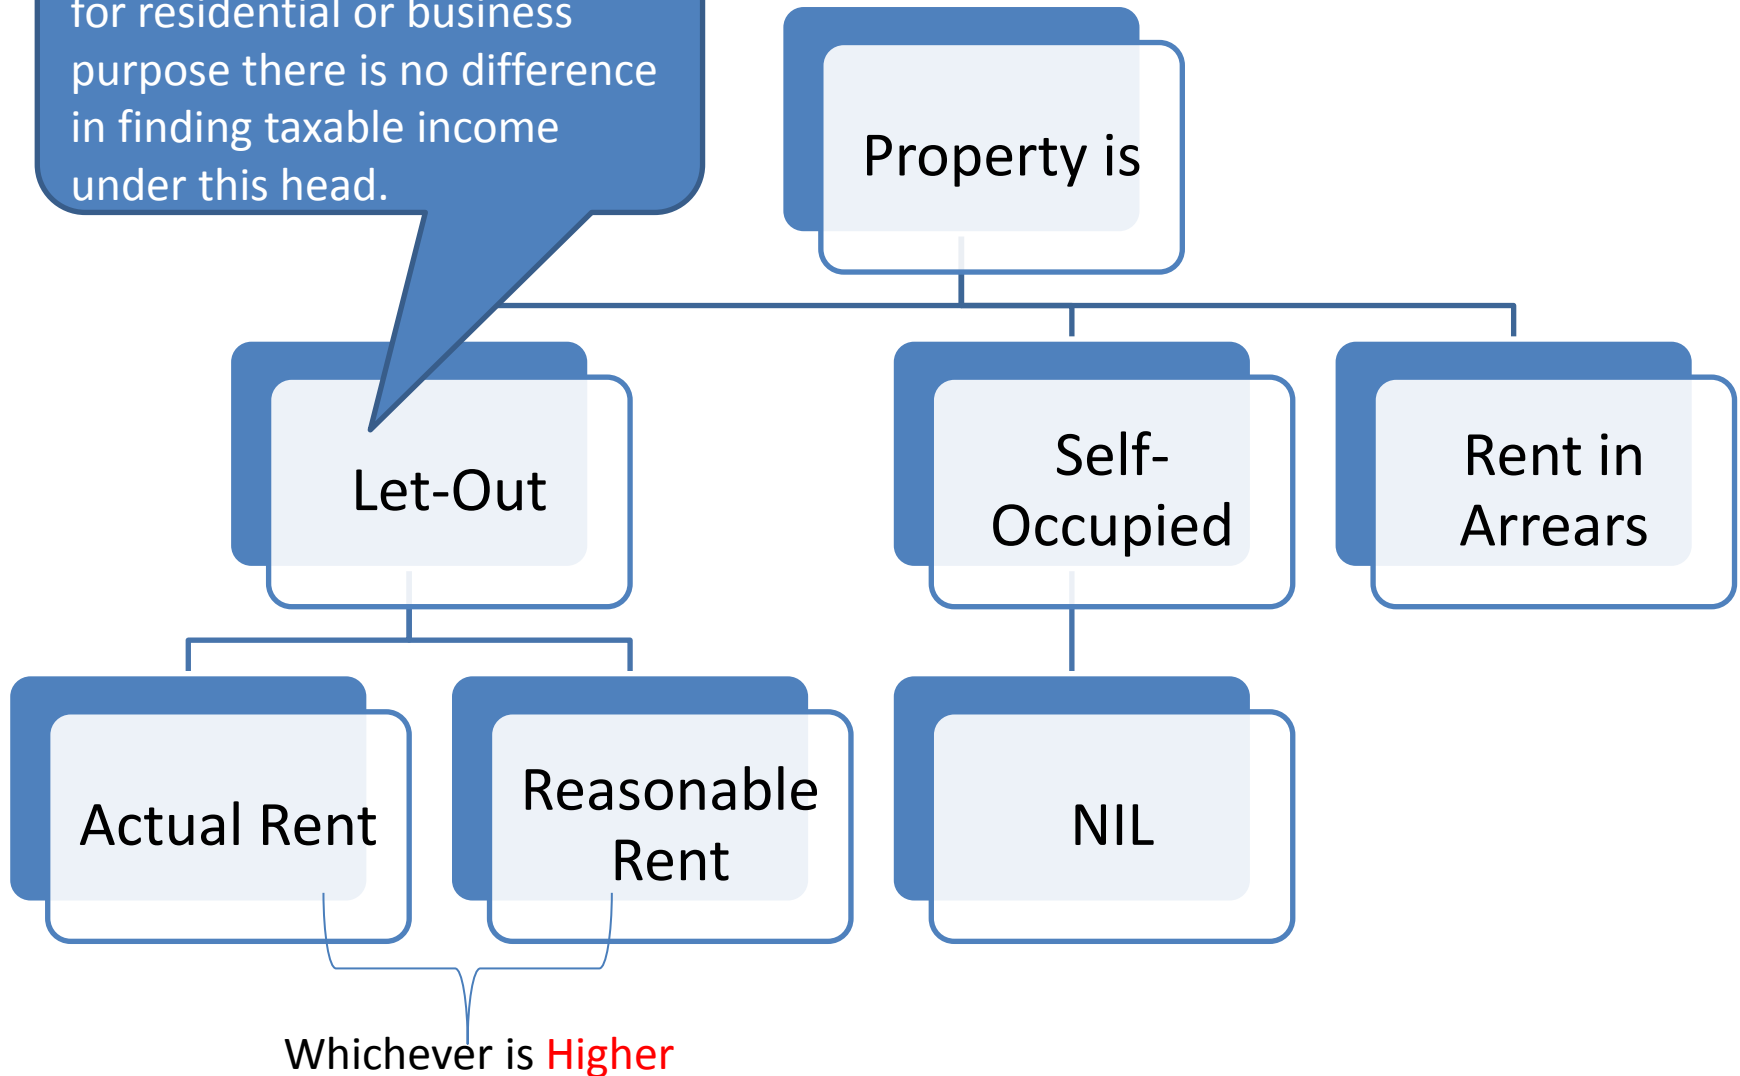 for residential or business
purpose there is no difference
in finding taxable income
under this head.
Property is
Let-Out
Self-
Occupied
Rent in
Arrears
Actual Rent
Reasonable
Rent
NIL
Whichever is Higher